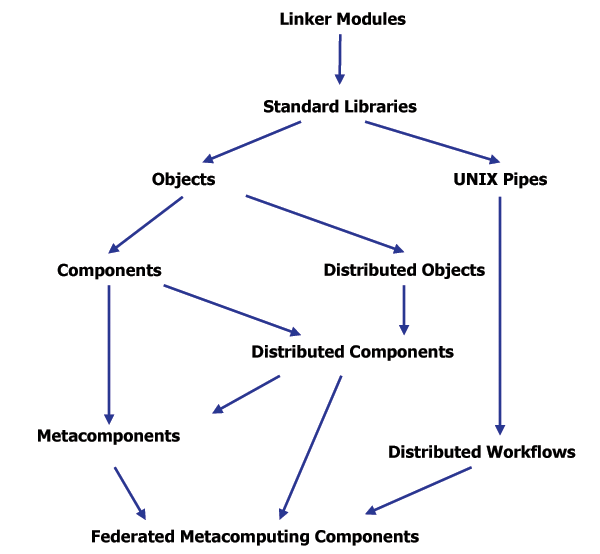 Linker Modules
Standard Libraries
Objects
UNIX Pipes
Components
Distributed Objects
Distributed Components
Metacomponents
Distributed Workflows
Federated Metacomputing Components